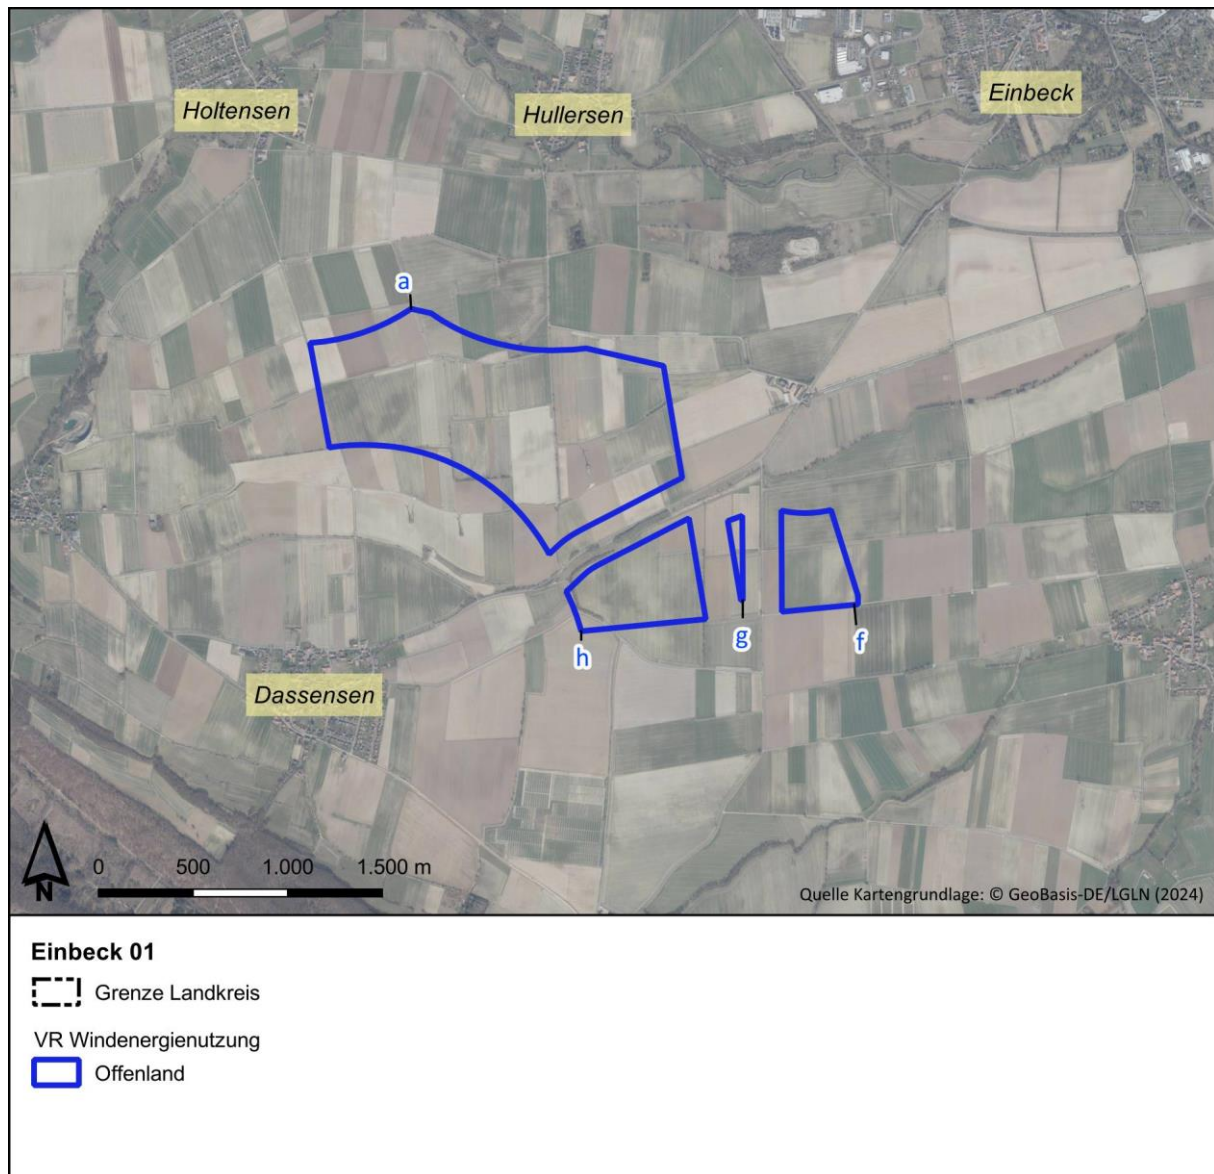 Holtensen
Hullersen
Einbeck
a
g
f
h
Dassensen
0 500 1.000 1.500 m
N
Quelle Kartengrundlage: © GeoBasis-DE/LGLN (2024)
Einbeck 01
Grenze Landkreis
VR Windenergienutzung
Offenland